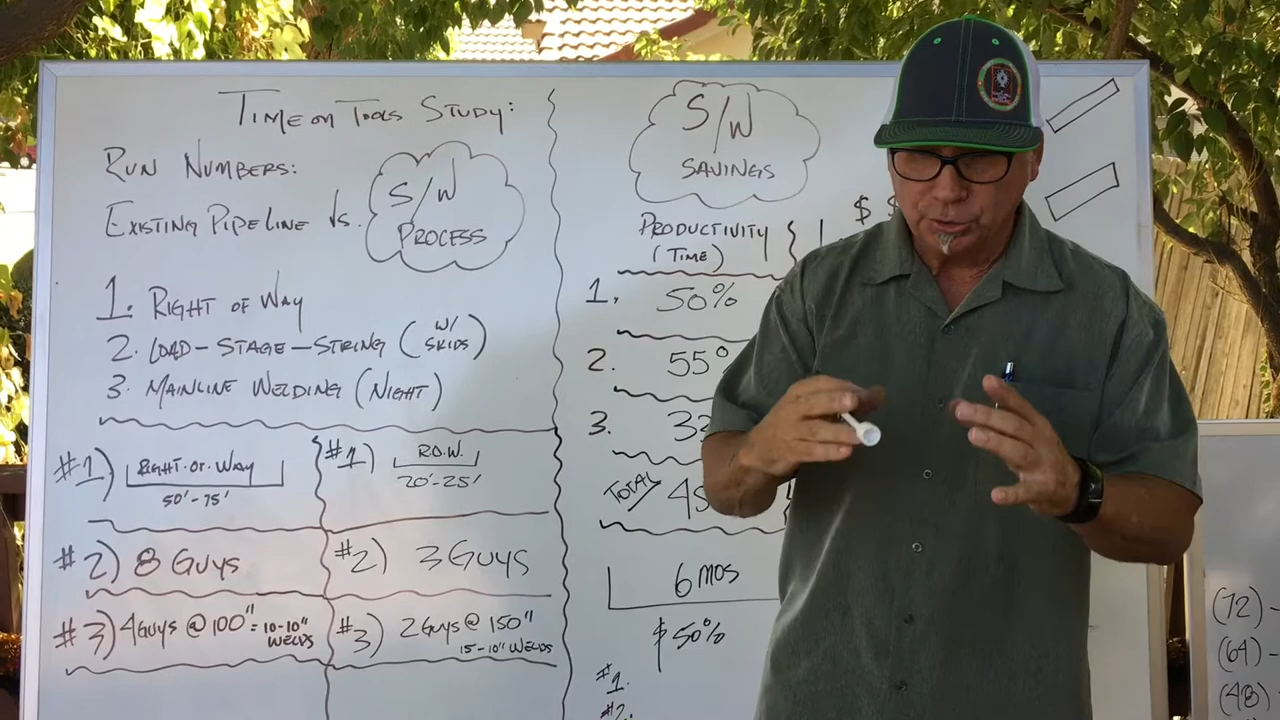 TIME ON TOOLS STUDY:
RUN NUMBERS:
EXISTING PIPELINE VS.
S/W
PROCESS
1. RIGHT OF WAY
2. LOAD-STAGE-STRING (W/ SKIDS)
3. MAINLINE WELDING (NIGHT)
#1) RIGHT-OF-WAY
50'-75'
#1) R.O.W.
20'-25'
#2) 8 GUYS
#2) 3 GUYS
#3) 4 GUYS @ 100" = 10-10" WELDS
#3) 2 GUYS @ 150"
15-10" WELDS
S/W
SAVINGS
PRODUCTIVITY
(TIME)
$
1. 50%
2. 55%
3. 32
TOTAL 45
6 MOS
$50%
#1.
#2.
(72) -
(64) -
(48) -